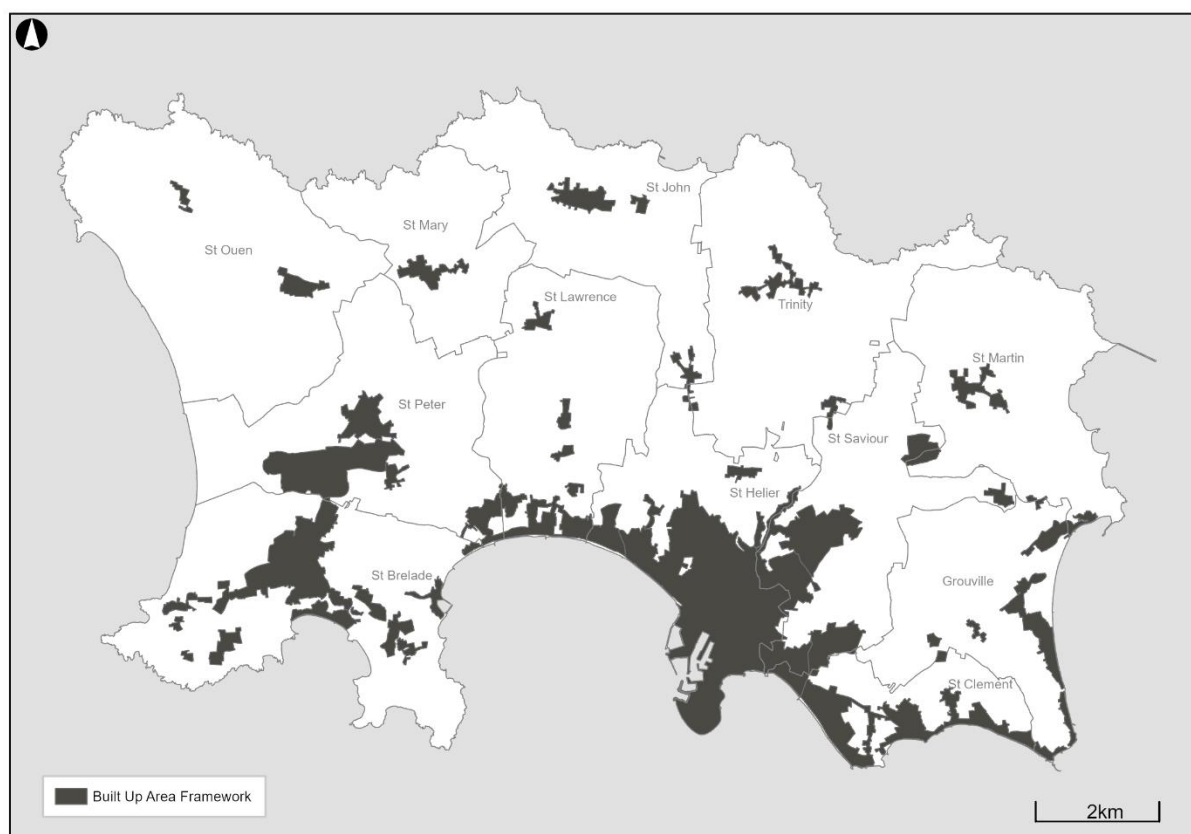 St John
St Mary
St Ouen
St Lawrence
Trinity
St Martin
St Peter
St Saviour
St Helier
St Brelade
Grouville
St Clement
Built Up Area Framework
2km